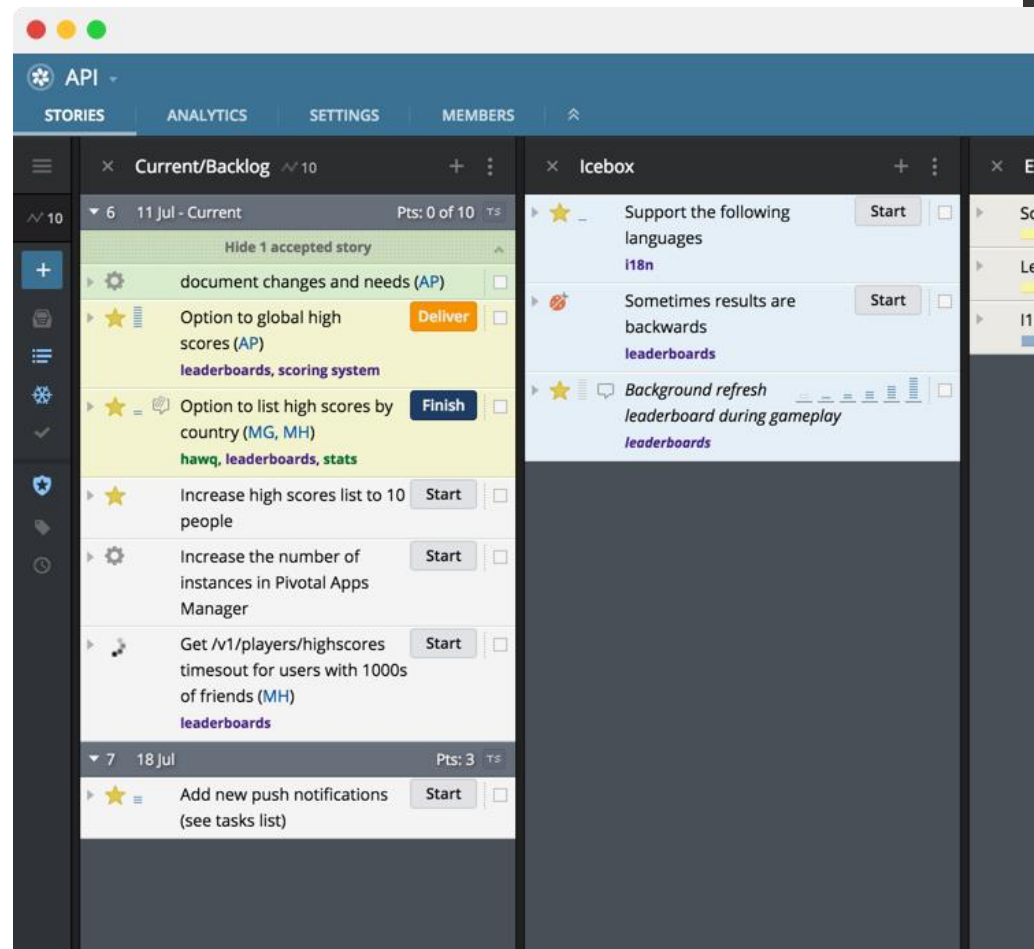 API
STORIES ANALYTICS SETTINGS MEMBERS
10
Current/Backlog 10
6 11 Jul - Current Pts: 0 of 10 TS
Hide 1 accepted story
document changes and needs (AP)
Option to global high
scores (AP)
Deliver
leaderboards, scoring system
Option to list high scores by
country (MG, MH)
Finish
hawq, leaderboards, stats
Increase high scores list to 10
people
Start
Increase the number of
instances in Pivotal Apps
Manager
Start
Get /v1/players/highscores
timesout for users with 1000s
of friends (MH)
Start
leaderboards
7 18 Jul Pts: 3 TS
Add new push notifications
(see tasks list)
Start
Icebox
Support the following
languages
Start
i18n
Sometimes results are
backwards
Start
leaderboards
Background refresh
leaderboard during gameplay
leaderboards